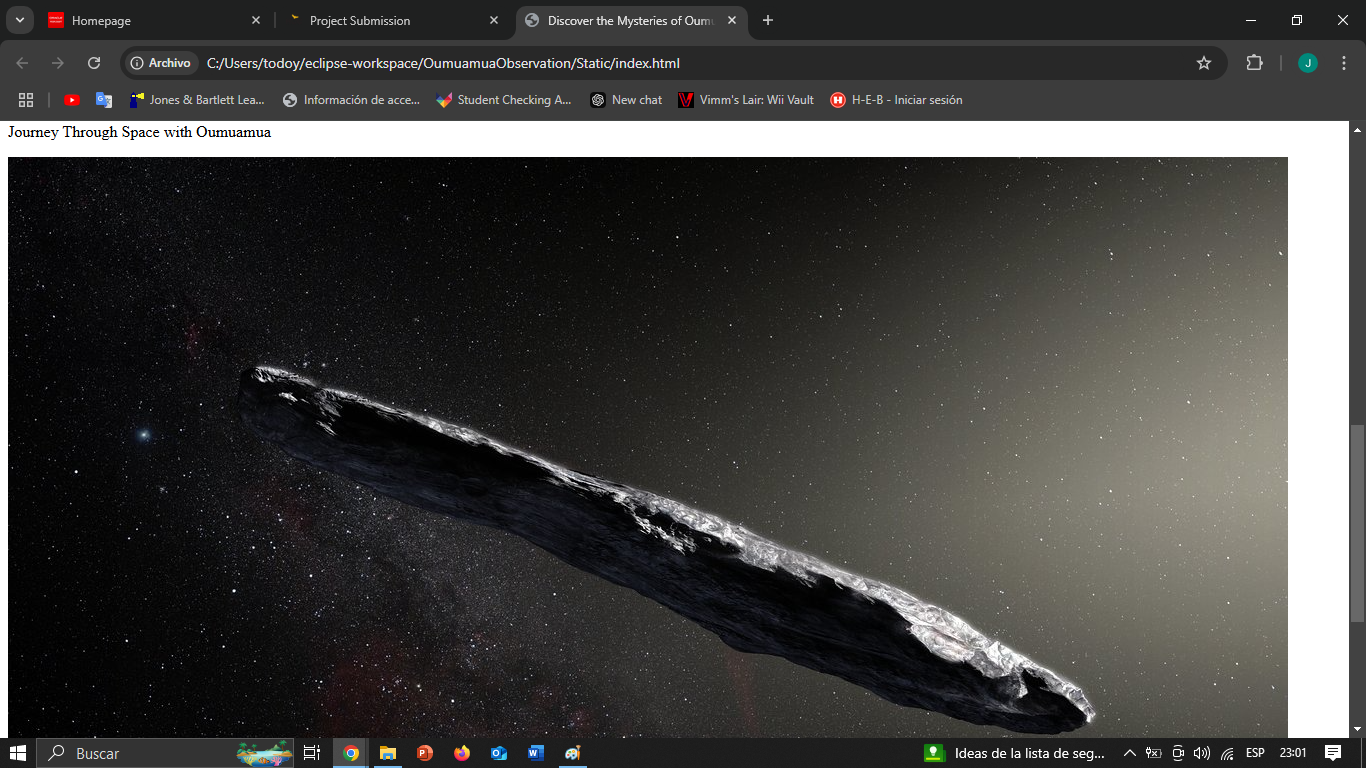 Homepage
Project Submission
Discover the Mysteries of Oum
Archivo
C:/Users/todoy/eclipse-workspace/OumuamuaObservation/Static/index.html
J
Jones & Bartlett Lea...
Información de acce...
Student Checking A...
New chat
Vimm's Lair: Wii Vault
H-E-B - Iniciar sesión
Journey Through Space with Oumuamua
Buscar
Ideas de la lista de seg...
ESP
23:01